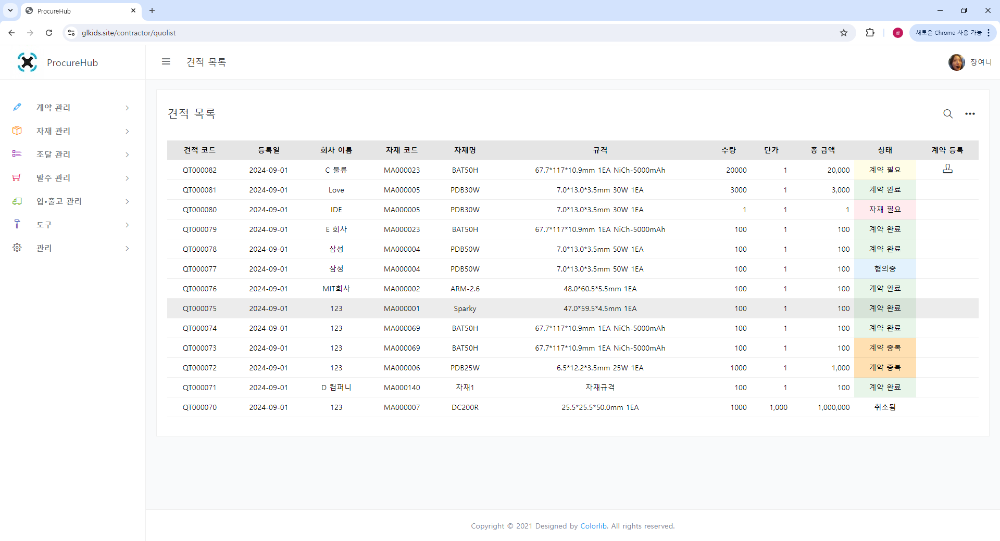 ProcureHub
glkids.site/contractor/quolist
곰
새로운 Chrome 사용 가능
ProcureHub
견적 목록
장여니
계약 관리
자재 관리
조달 관리
발주 관리
입•출고 관리
도구
관리
견적 목록
견적 코드 등록일 회사 이름 자재 코드 자재명 규격 수량 단가 총 금액 상태 계약 등록
QT000082 2024-09-01 C 물류 MA000023 BAT50H 67.7*117*10.9mm 1EA NiCh-5000mAh 20000 1 20,000 계약 필요
QT000081 2024-09-01 Love MA000005 PDB30W 7.0*13.0*3.5mm 30W 1EA 3000 1 3,000 계약 완료
QT000080 2024-09-01 IDE MA000005 PDB30W 7.0*13.0*3.5mm 30W 1EA 1 1 1 자재 필요
QT000079 2024-09-01 E 회사 MA000023 BAT50H 67.7*117*10.9mm 1EA NiCh-5000mAh 100 1 100 계약 완료
QT000078 2024-09-01 삼성 MA000004 PDB50W 7.0*13.0*3.5mm 50W 1EA 100 1 100 계약 완료
QT000077 2024-09-01 삼성 MA000004 PDB50W 7.0*13.0*3.5mm 50W 1EA 100 1 100 협의중
QT000076 2024-09-01 MIT회사 MA000002 ARM-2.6 48.0*60.5*5.5mm 1EA 100 1 100 계약 완료
QT000075 2024-09-01 123 MA000001 Sparky 47.0*59.5*4.5mm 1EA 100 1 100 계약 완료
QT000074 2024-09-01 123 MA000069 BAT50H 67.7*117*10.9mm 1EA NiCh-5000mAh 100 1 100 계약 완료
QT000073 2024-09-01 123 MA000069 BAT50H 67.7*117*10.9mm 1EA NiCh-5000mAh 100 1 100 계약 중복
QT000072 2024-09-01 123 MA000006 PDB25W 6.5*12.2*3.5mm 25W 1EA 1000 1 1,000 계약 중복
QT000071 2024-09-01 D 컴퍼니 MA000140 자재1 자재규격 100 1 100 계약 완료
QT000070 2024-09-01 123 MA000007 DC200R 25.5*25.5*50.0mm 1EA 1000 1,000 1,000,000 취소됨
Copyright © 2021 Designed by Colorlib. All rights reserved.